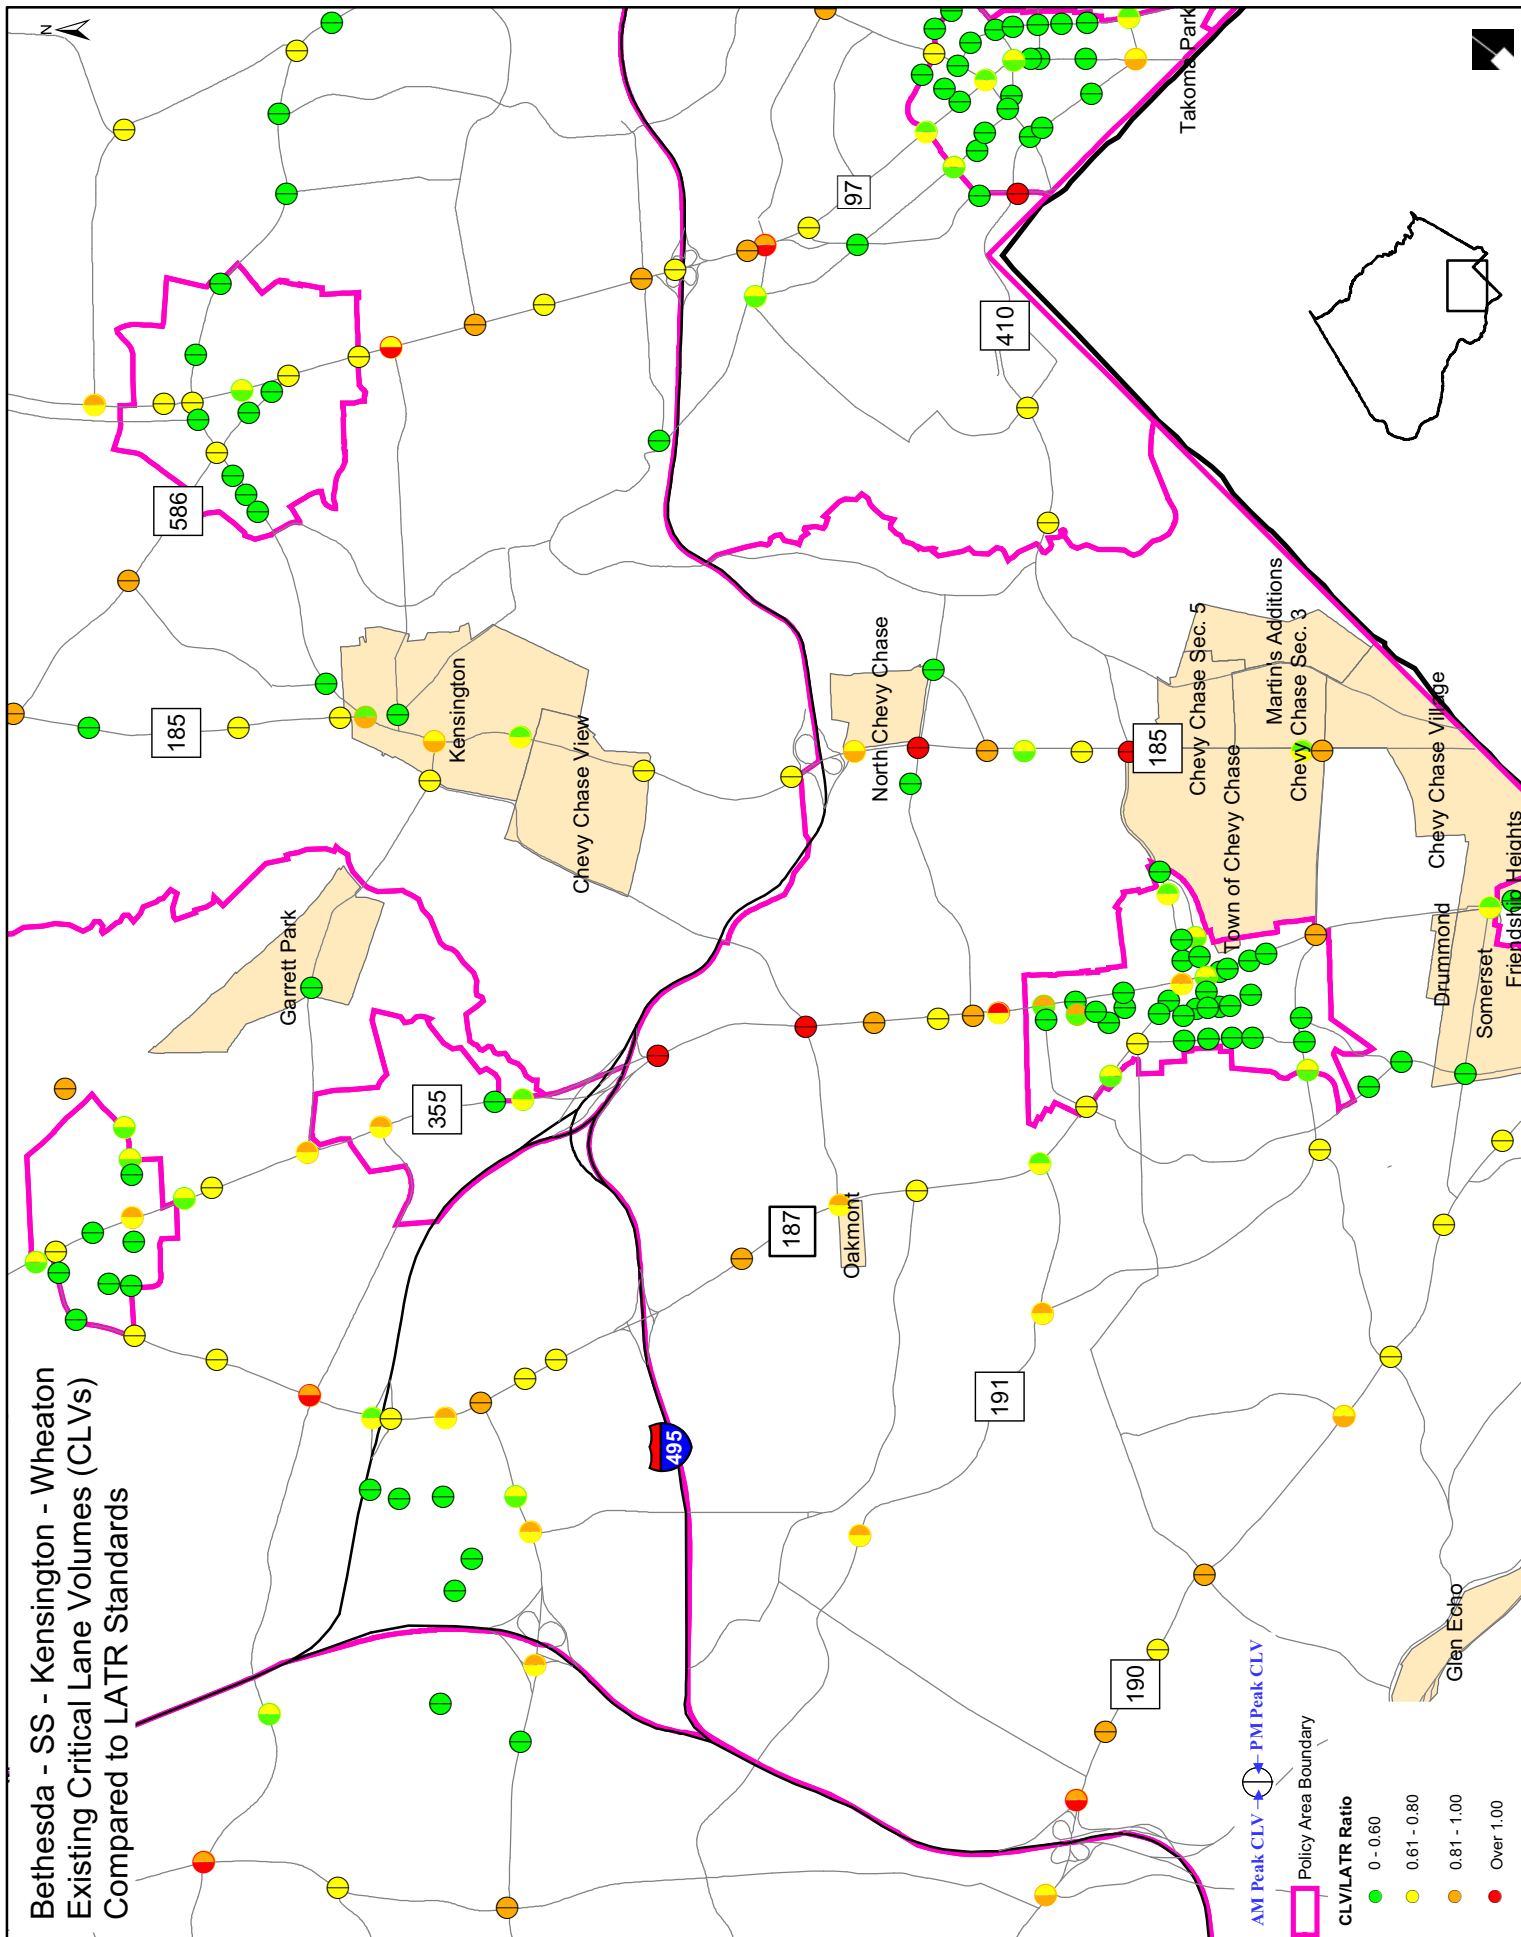 Bethesda - SS - Kensington - Wheaton
Existing Critical Lane Volumes (CLVs)
Compared to LATR Standards
N
586
185
Kensington
Chevy Chase View
Garrett Park
355
97
410
Takoma Park
North Chevy Chase
185
Chevy Chase Sec. 5
Martin's Additions
Chevy Chase Sec. 3
Town of Chevy Chase
Chevy Chase Village
Drummond
Somerset
Friendship Heights
187
Oakmont
495
191
190
Glen Echo
AM Peak CLV PM Peak CLV
Policy Area Boundary
CLV/LATR Ratio
0 - 0.60
0.61 - 0.80
0.81 - 1.00
Over 1.00